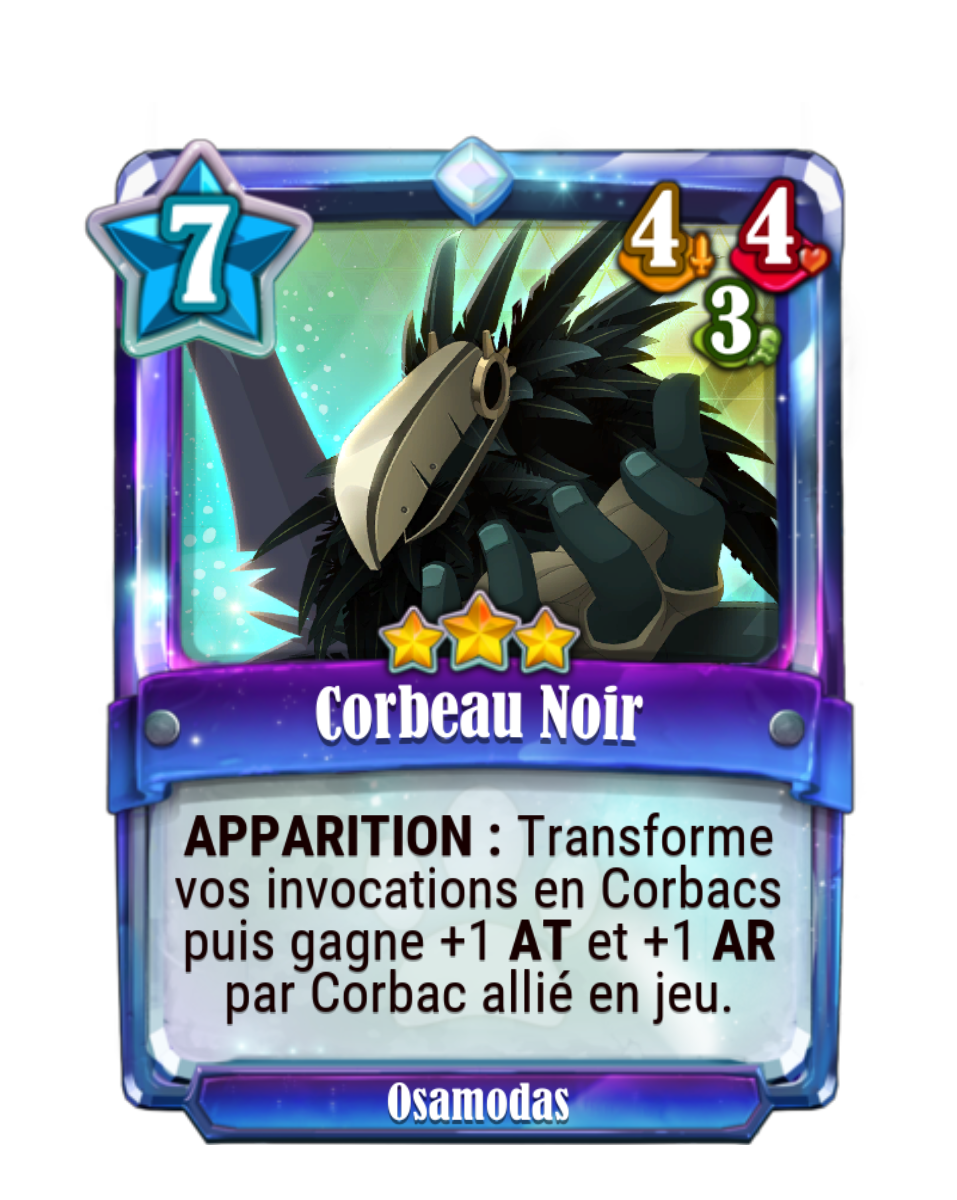 7
4
4
3
Corbeau Noir
APPARITION : Transforme
vos invocations en Corbacs
puis gagne +1 AT et +1 AR
par Corbac allié en jeu.
Osamodas